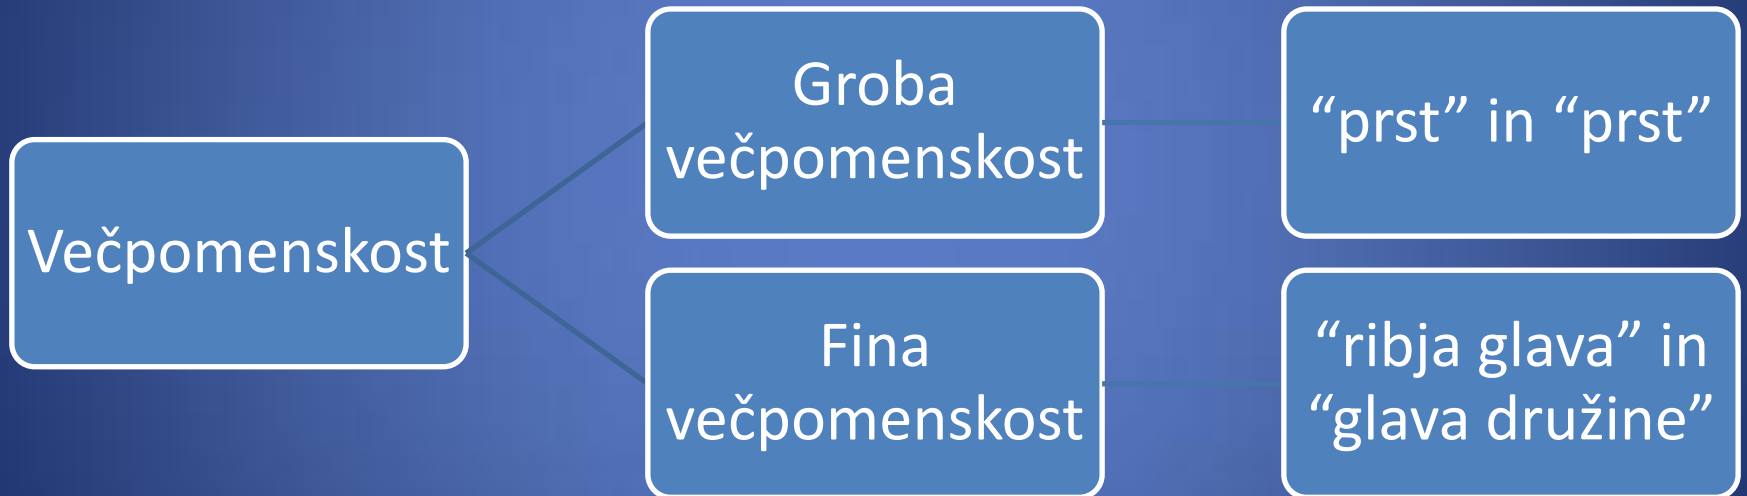 Večpomenskost
Groba
večpomenskost
“prst” in “prst”
Fina
večpomenskost
“ribja glava” in
“glava družine”